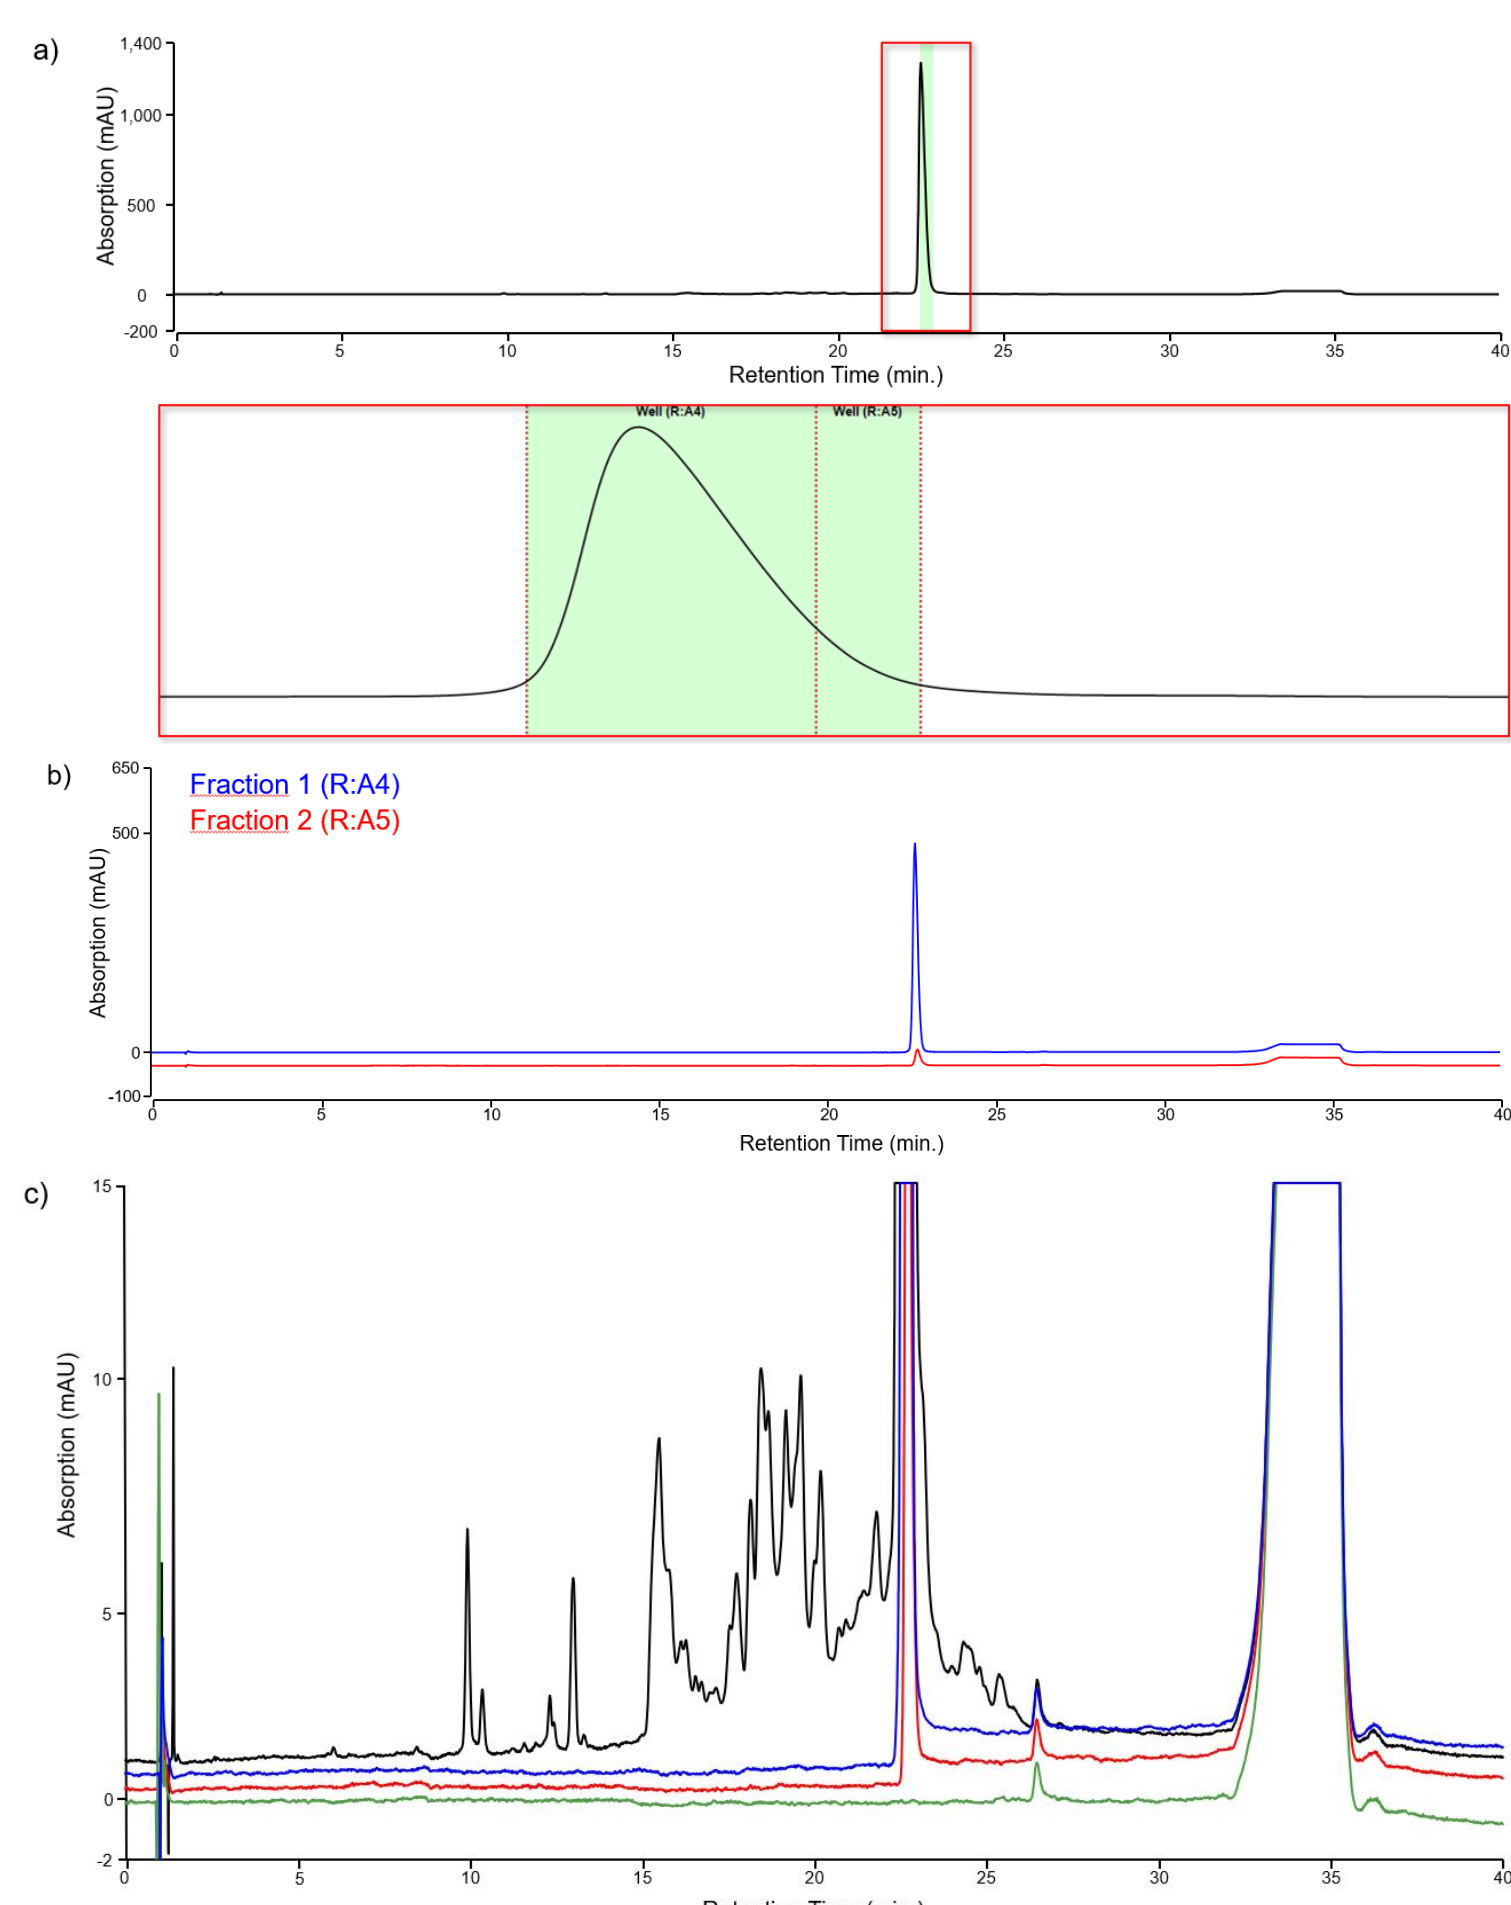 a)
1,400
1,000
500
0
-200
Absorption (mAU)
0 5 10 15 20 25 30 35 40
Retention Time (min.)
Well (R:A4) Well (R:A5)
b)
650
500
0
-100
Absorption (mAU)
Fraction 1 (R:A4)
Fraction 2 (R:A5)
0 5 10 15 20 25 30 35 40
Retention Time (min.)
c)
15
10
5
0
-2
Absorption (mAU)
0 5 10 15 20 25 30 35 40